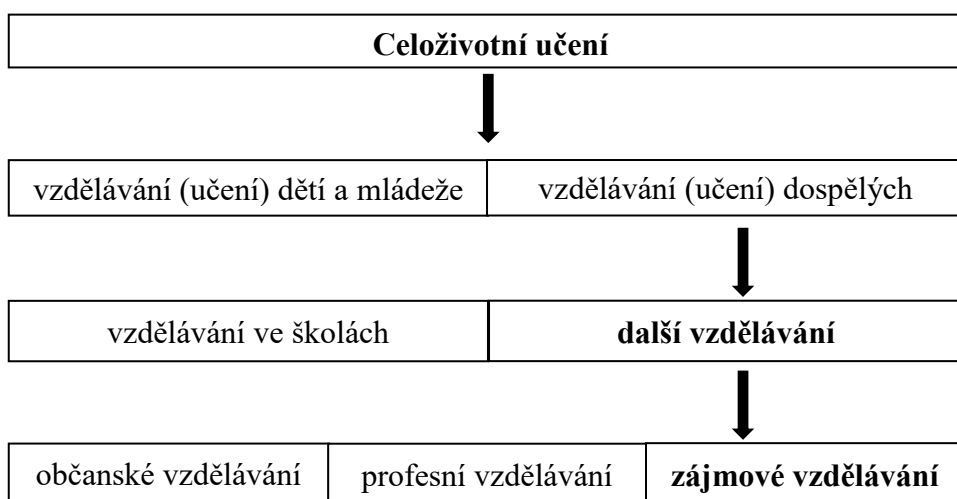 Celoživotní učení
vzdělávání (učení) dětí a mládeže vzdělávání (učení) dospělých
vzdělávání ve školách další vzdělávání
občanské vzdělávání profesní vzdělávání zájmové vzdělávání